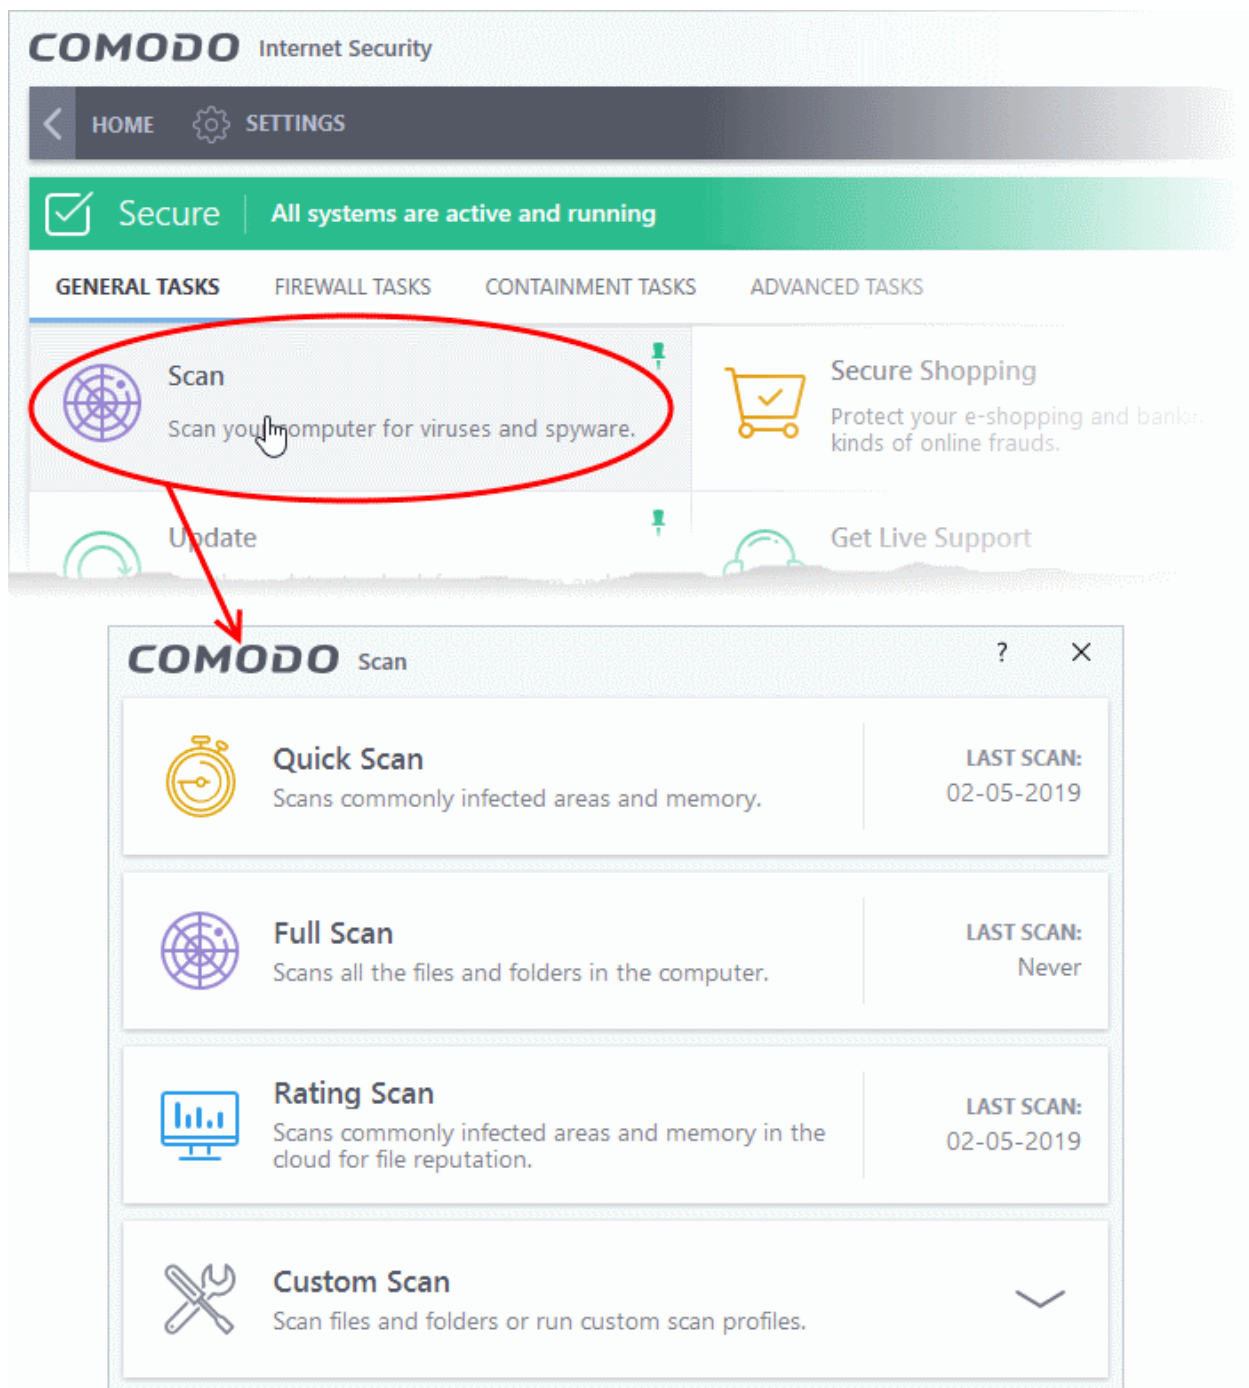 COMODO Internet Security
HOME SETTINGS
Secure All systems are active and running
GENERAL TASKS FIREWALL TASKS CONTAINMENT TASKS ADVANCED TASKS
Scan
Scan your computer for viruses and spyware.
Secure Shopping
Protect your e-shopping and
kinds of online frauds.
Update
Get Live Support
COMODO Scan ?
Quick Scan
Scans commonly infected areas and memory.
LAST SCAN:
02-05-2019
Full Scan
Scans all the files and folders in the computer.
LAST SCAN:
Never
Rating Scan
Scans commonly infected areas and memory in the
cloud for file reputation.
LAST SCAN:
02-05-2019
Custom Scan
Scan files and folders or run custom scan profiles.